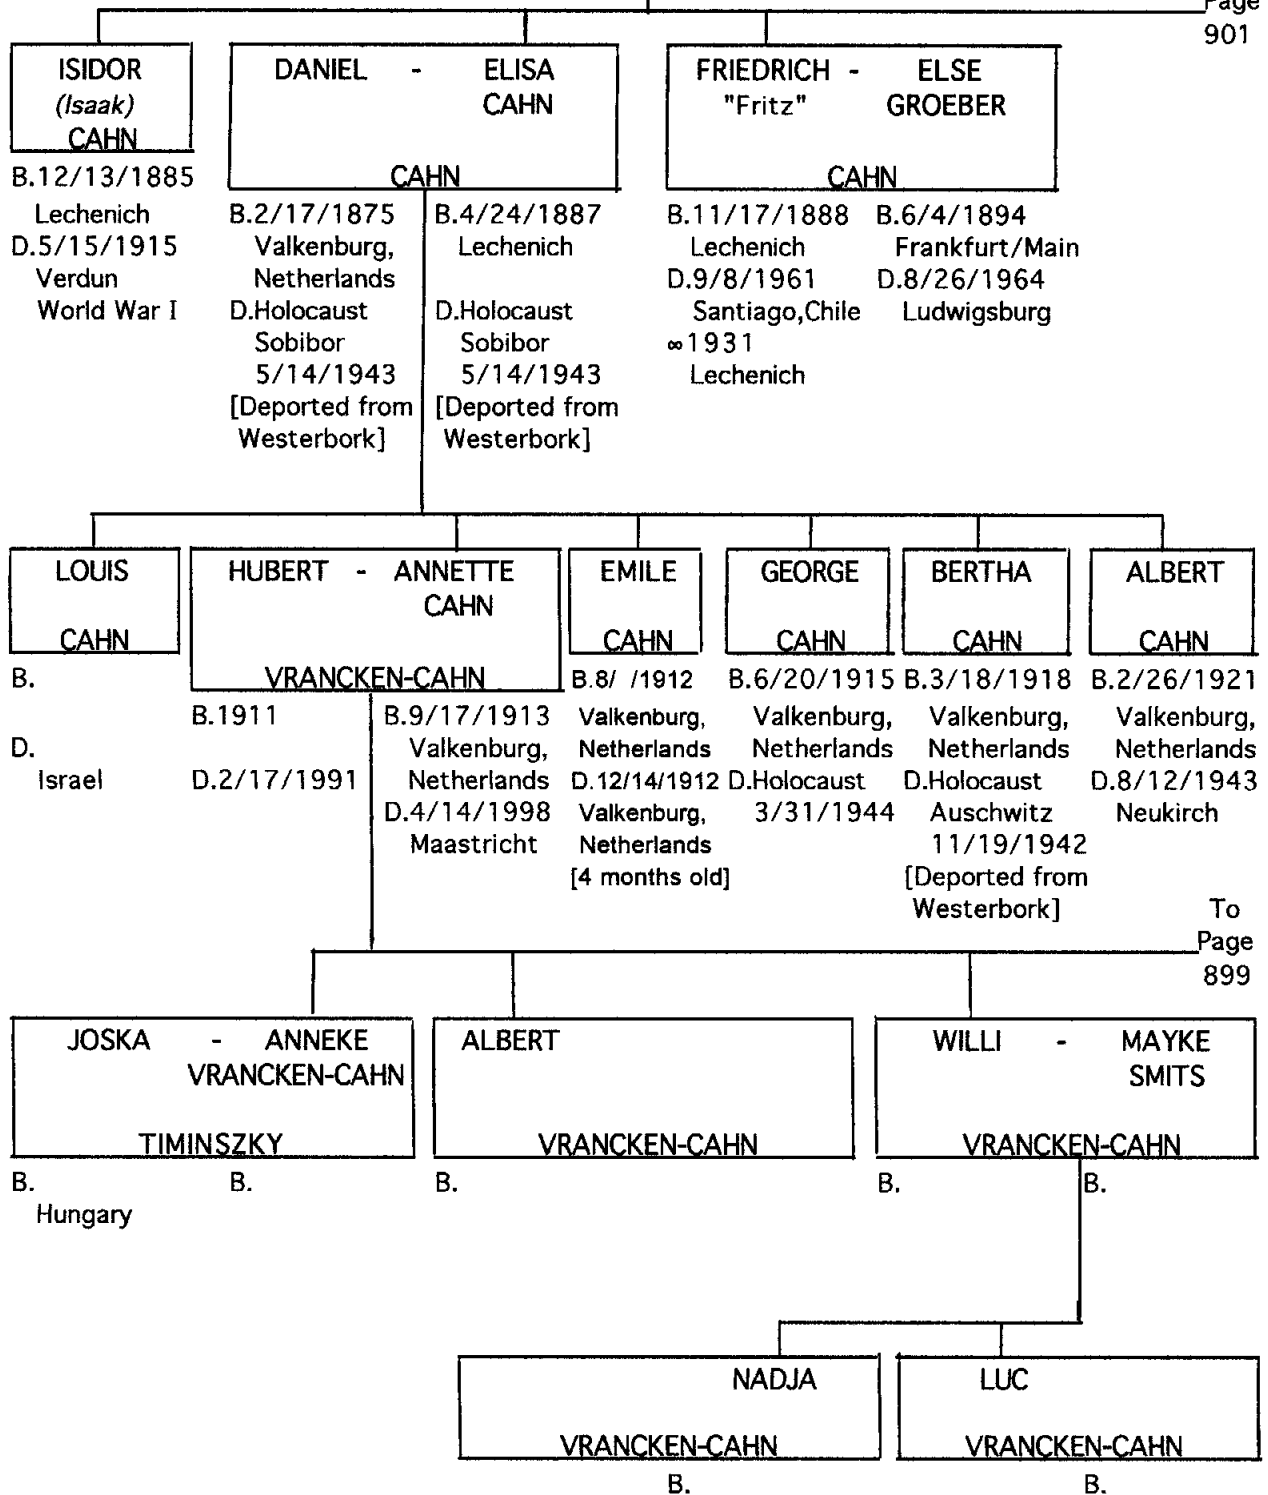 Page
901
ISIDOR
(Isaak)
CAHN
B.12/13/1885
Lechenich
D.5/15/1915
Verdun
World War I
DANIEL - ELISA
CAHN
CAHN
B.2/17/1875
Valkenburg,
Netherlands
D.Holocaust
Sobibor
5/14/1943
[Deported from
Westerbork]
B.4/24/1887
Lechenich
D.Holocaust
Sobibor
5/14/1943
[Deported from
Westerbork]
FRIEDRICH - ELSE
"Fritz" GROEBER
CAHN
B.11/17/1888
Lechenich
D.9/8/1961
Santiago,Chile
∞1931
Lechenich
B.6/4/1894
Frankfurt/Main
D.8/26/1964
Ludwigsburg
LOUIS
CAHN
B.
D.
Israel
HUBERT - ANNETTE
CAHN
VRANCKEN-CAHN
B.1911
D.2/17/1991
B.9/17/1913
Valkenburg,
Netherlands
D.4/14/1998
Maastricht
EMILE
CAHN
B.8/ /1912
Valkenburg,
Netherlands
D.12/14/1912
Valkenburg,
Netherlands
[4 months old]
GEORGE
CAHN
B.6/20/1915
Valkenburg,
Netherlands
D.Holocaust
3/31/1944
BERTHA
CAHN
B.3/18/1918
Valkenburg,
Netherlands
D.Holocaust
Auschwitz
11/19/1942
[Deported from
Westerbork]
ALBERT
CAHN
B.2/26/1921
Valkenburg,
Netherlands
D.8/12/1943
Neukirch
To
Page
899
JOSKA - ANNEKE
VRANCKEN-CAHN
TIMINSZKY
B. B.
Hungary
ALBERT
VRANCKEN-CAHN
B.
WILLI - MAYKE
SMITS
VRANCKEN-CAHN
B. B.
NADJA
VRANCKEN-CAHN
B.
LUC
VRANCKEN-CAHN
B.